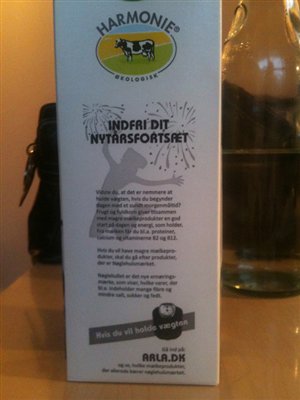 HARMONIE®
ØKOLOGISK
INDFRI DIT
NYTÅRSFORTSÆT
Vidste du, at det er nemmere at
holde vægten, hvis du begynder
dagen med et sundt morgenmåltid?
Frugt og fuldkorn giver tilsammen
med magre mælkeprodukter en god
start på dagen og energi, som holder.
Fra mælken får du bl.a. proteiner,
calcium og vitaminerne B2 og B12.
Hvis du vil have magre mælkepro-
dukter, skal du gå efter produkter,
der er Nøglehulsmærket.
Nøglehullet er det nye ernærings-
mærke, som viser, hvilke varer, der
bl.a. indeholder mange fibre og
mindre salt, sukker og fedt.
Hvis du vil holde vægten
Gå ind på:
ARLA.DK
og se, hvilke mælkeprodukter,
der allerede bærer nøglehulsmærket.